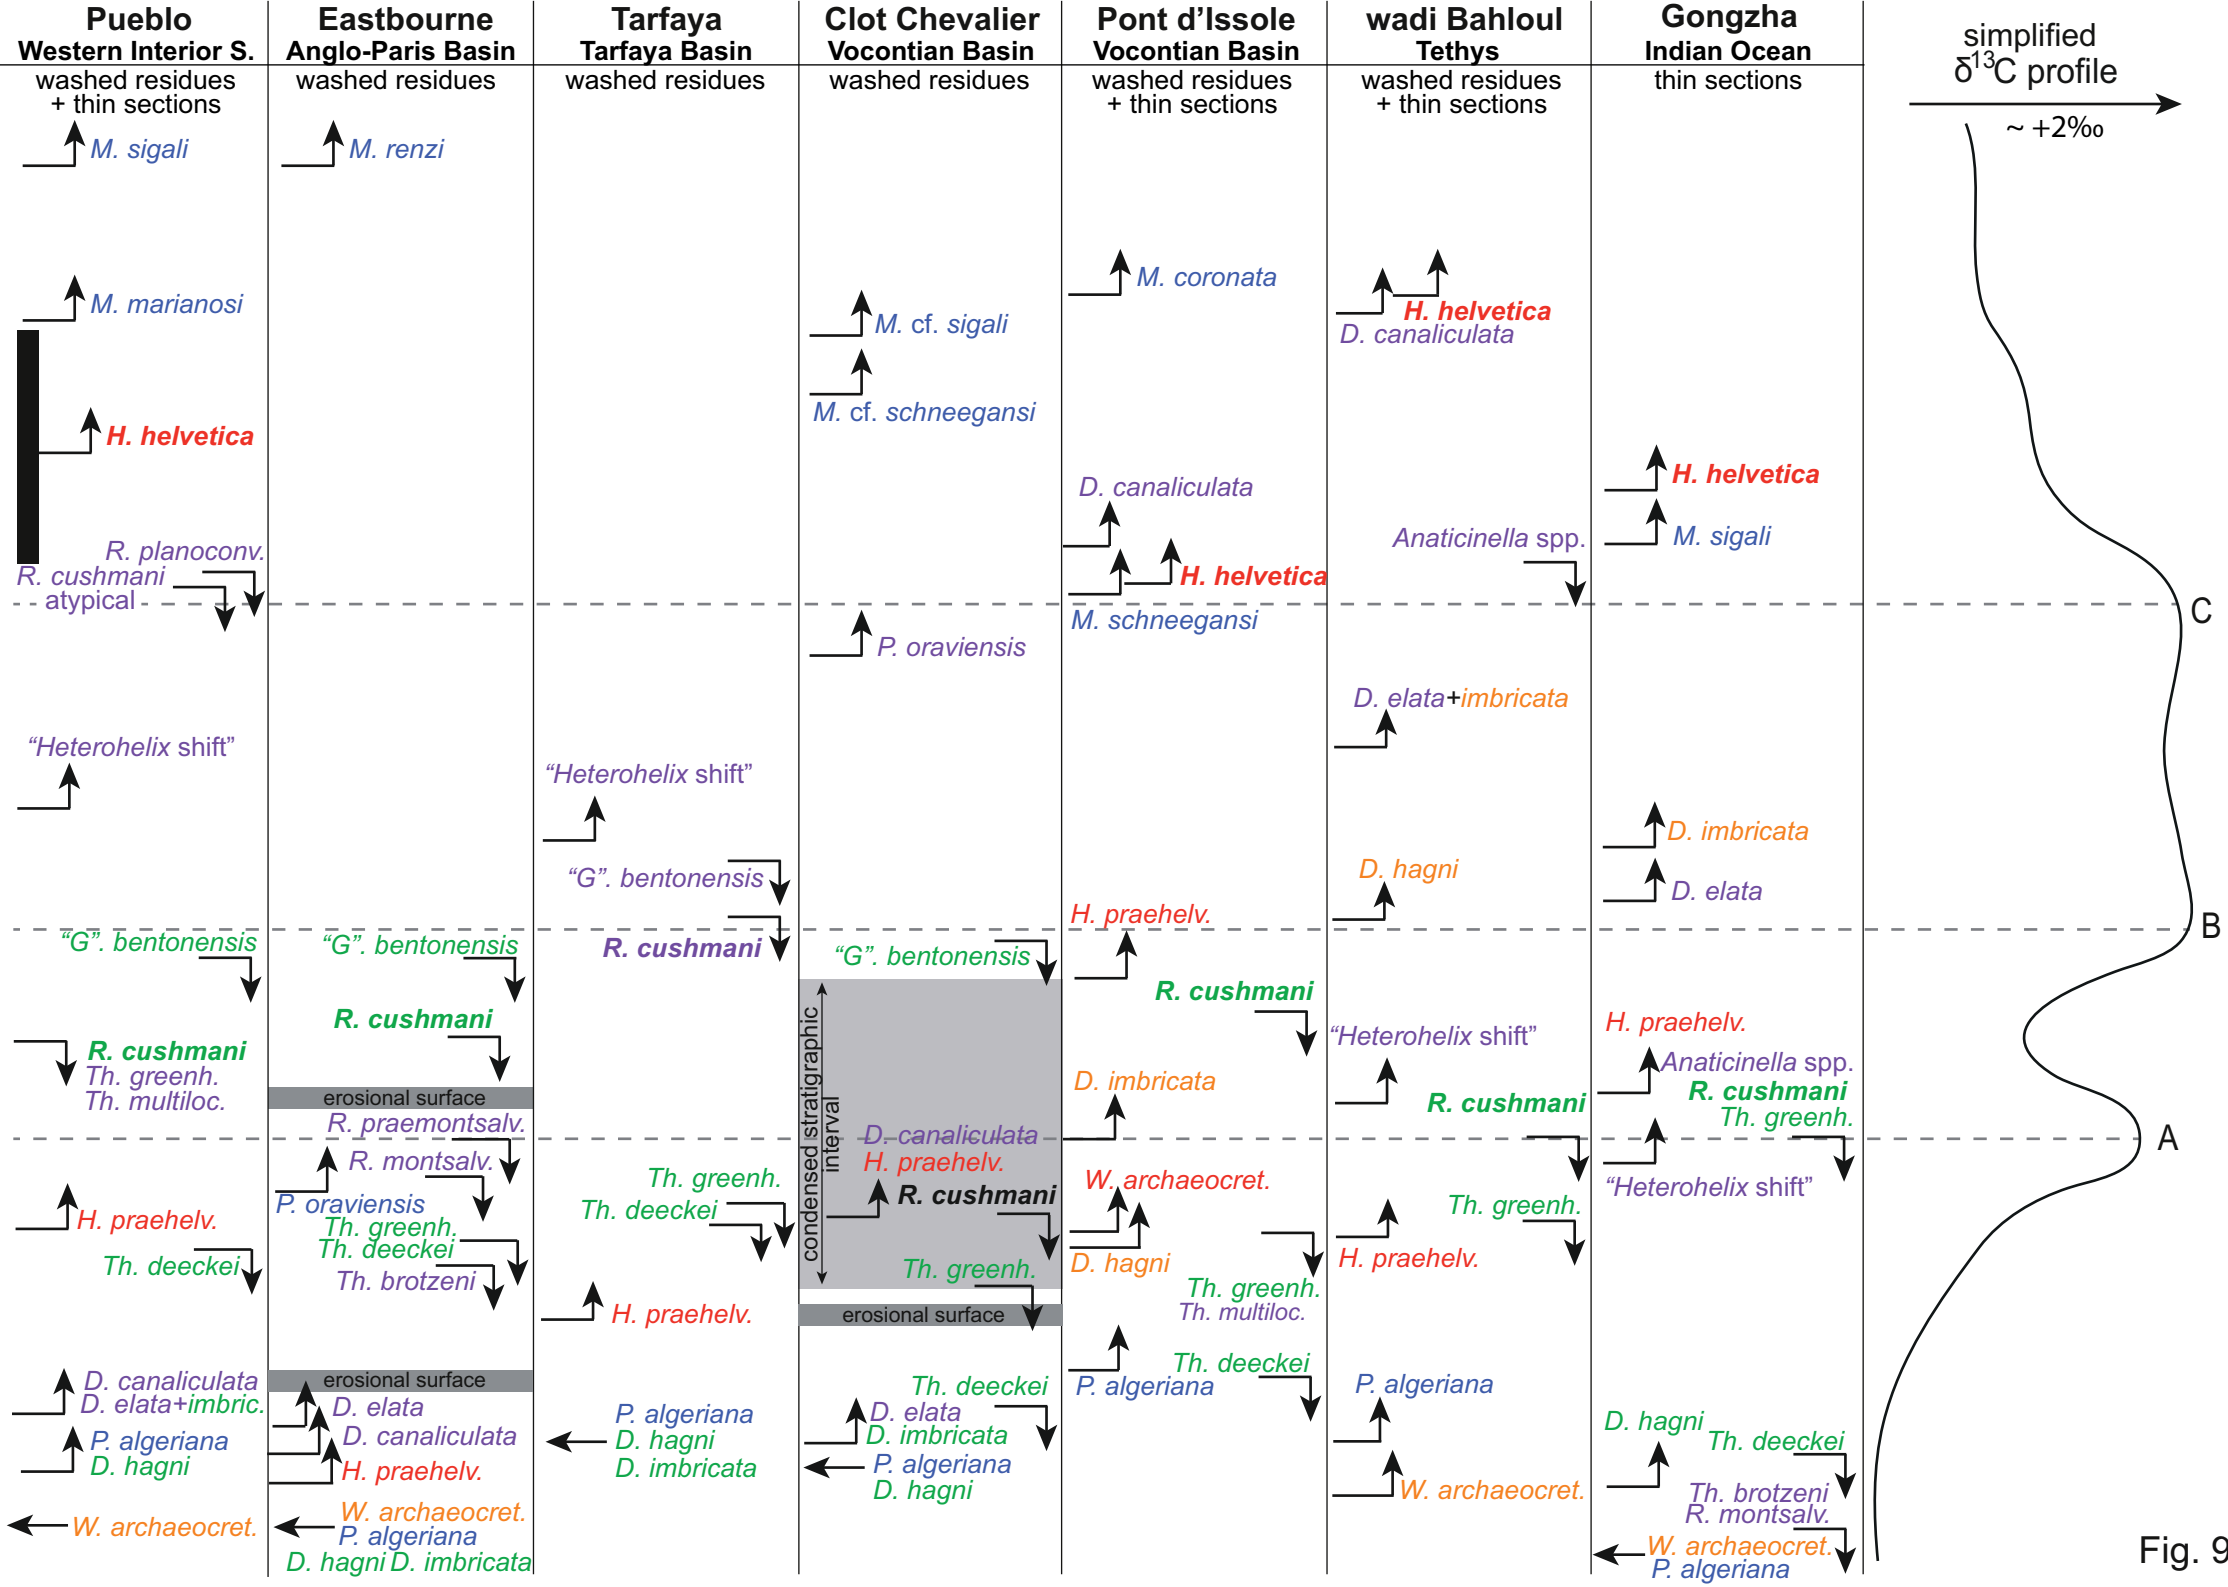 Pueblo
Western Interior S.
washed residues
+ thin sections
M. sigali
M. marianosi
H. helvetica
R. planoconv.
R. cushmani
atypical
“Heterohelix shift”
“G”. bentonensis
R. cushmani
Th. greenh.
Th. multiloc.
H. praehelv.
Th. deeckei
D. canaliculata
D. elata+imbric.
P. algeriana
D. hagni
W. archaeocret.
Eastbourne
Anglo-Paris Basin
washed residues
M. renzi
“G”. bentonensis
R. cushmani
erosional surface
R. praemontsalv.
R. montsalv.
P. oraviensis
Th. greenh.
Th. deeckei
Th. brotzeni
erosional surface
D. elata
D. canaliculata
H. praehelv.
W. archaeocret.
P. algeriana
D. hagni D. imbricata
Tarfaya
Tarfaya Basin
washed residues
“Heterohelix shift”
“G”. bentonensis
R. cushmani
Th. greenh.
Th. deeckei
H. praehelv.
P. algeriana
D. hagni
D. imbricata
Clot Chevalier
Vocontian Basin
washed residues
M. cf. sigali
M. cf. schneegansi
P. oraviensis
“G”. bentonensis
condensed stratigraphic
interval
D. canaliculata
H. praehelv.
R. cushmani
Th. greenh.
erosional surface
Th. deeckei
D. elata
D. imbricata
P. algeriana
D. hagni
Pont d’Issole
Vocontian Basin
washed residues
+ thin sections
M. coronata
D. canaliculata
H. helvetica
M. schneegansi
H. praehelv.
R. cushmani
D. imbricata
W. archaeocret.
D. hagni
Th. greenh.
Th. multiloc.
Th. deeckei
P. algeriana
wadi Bahloul
Tethys
washed residues
+ thin sections
H. helvetica
D. canaliculata
Anaticinella spp.
D. elata+imbricata
D. hagni
“Heterohelix shift”
R. cushmani
Th. greenh.
H. praehelv.
P. algeriana
W. archaeocret.
Gongzha
Indian Ocean
thin sections
H. helvetica
M. sigali
D. imbricata
D. elata
H. praehelv.
Anaticinella spp.
R. cushmani
Th. greenh.
“Heterohelix shift”
D. hagni
Th. deeckei
Th. brotzeni
R. montsalv.
W. archaeocret.
P. algeriana
simplified
δ¹³C profile
~ +2‰
C
B
A
Fig. 9